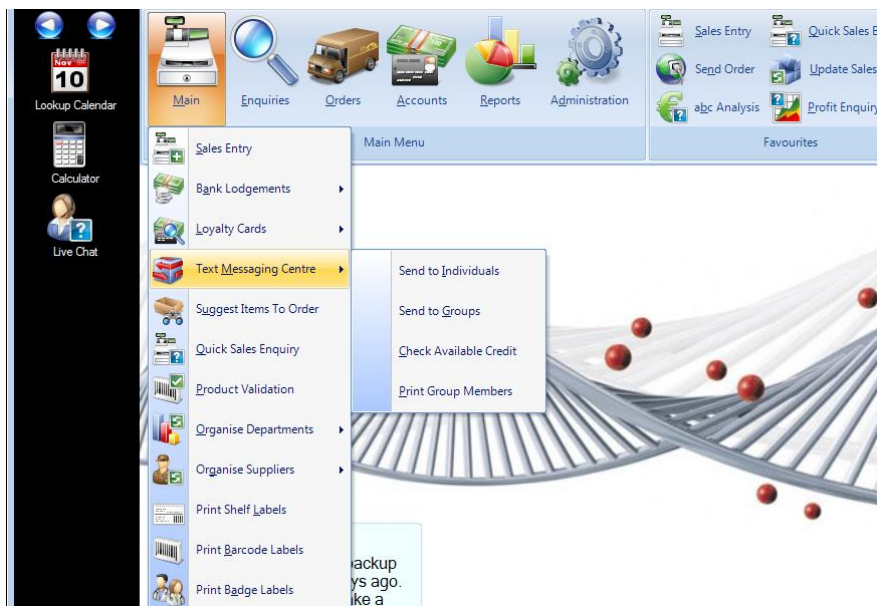 Nov
10
Lookup Calendar
Calculator
Live Chat
Main
Enquiries
Orders
Accounts
Reports
Administration
Main Menu
Sales Entry
Quick Sales E
Send Order
Update Sales
abc Analysis
Profit Enquiry
Favourites
Sales Entry
Bank Lodgements
Loyalty Cards
Text Messaging Centre
Suggest Items To Order
Quick Sales Enquiry
Product Validation
Organise Departments
Organise Suppliers
Print Shelf Labels
Print Barcode Labels
Print Badge Labels
Send to Individuals
Send to Groups
Check Available Credit
Print Group Members
backup
ys ago.
ke a